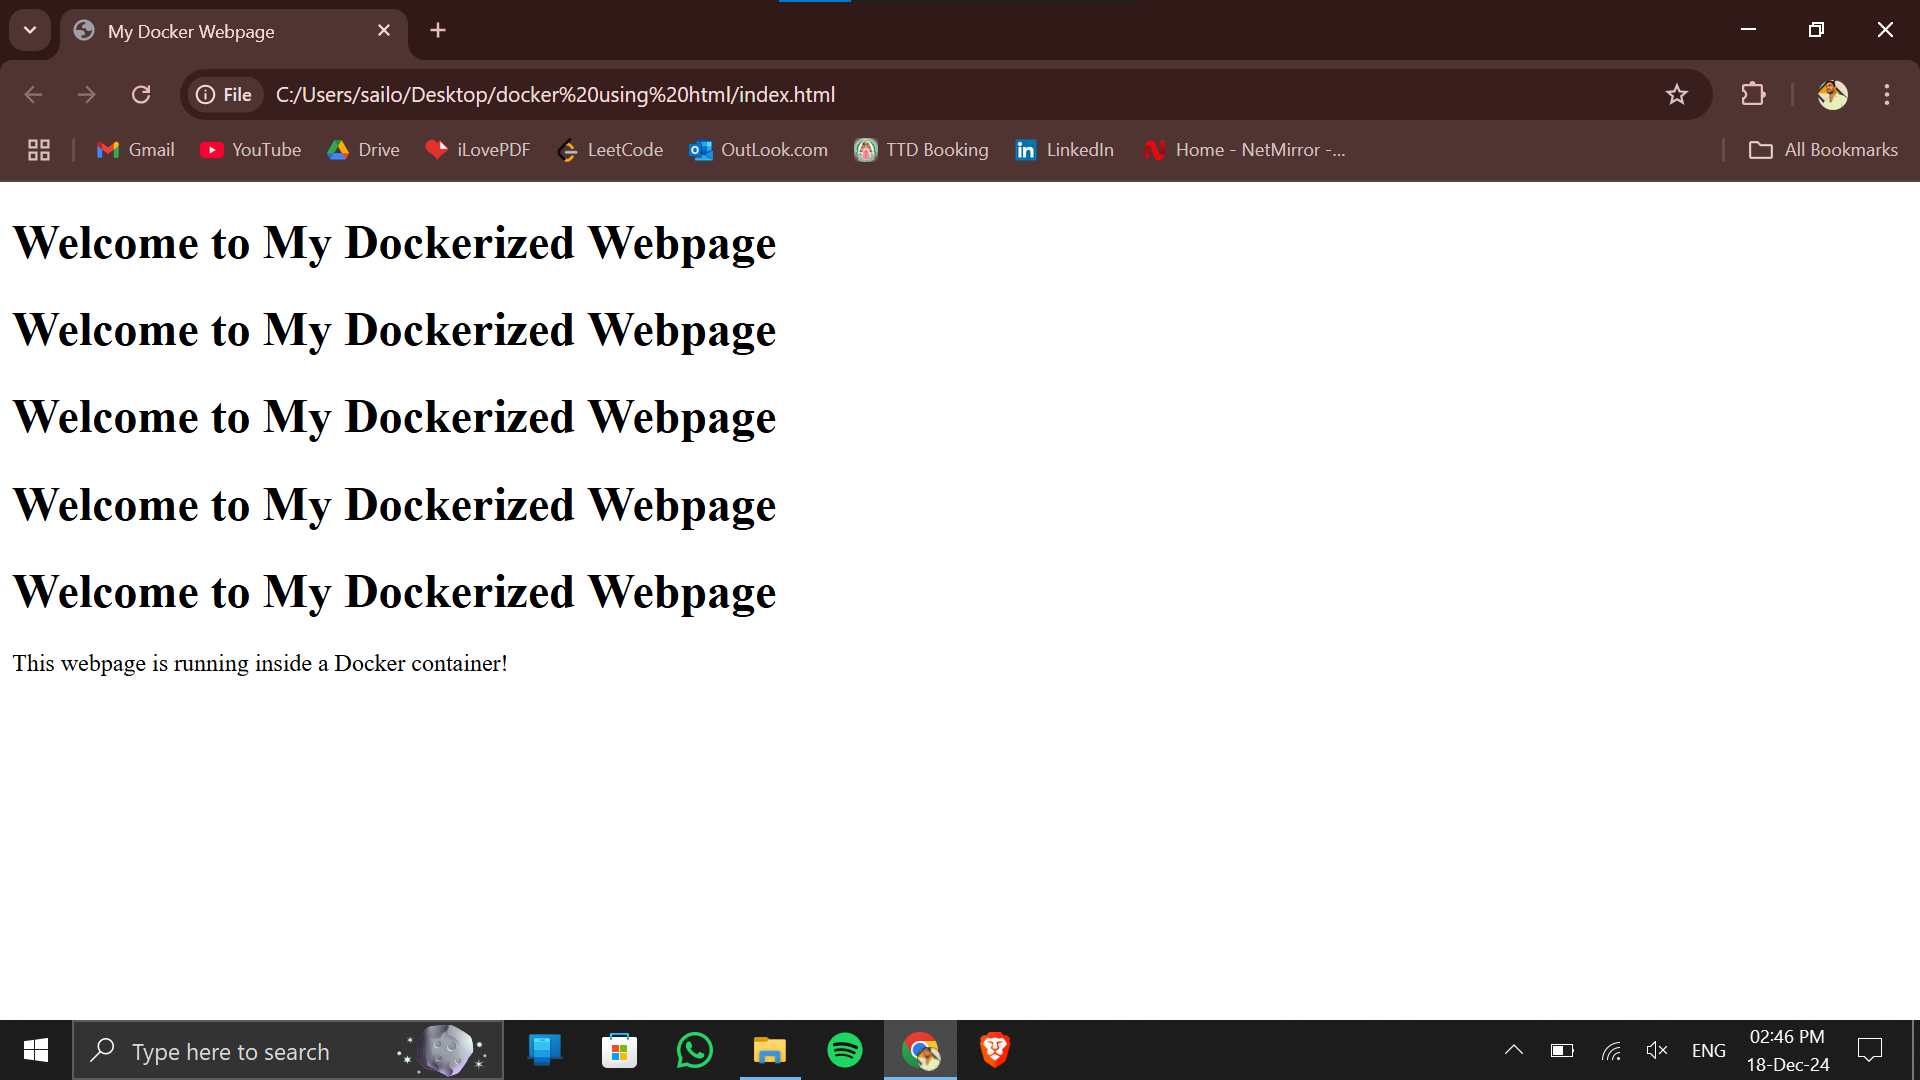 My Docker Webpage
File C:/Users/sailo/Desktop/docker%20using%20html/index.html
Gmail YouTube Drive iLovePDF LeetCode OutLook.com TTD Booking LinkedIn Home - NetMirror -... All Bookmarks
Welcome to My Dockerized Webpage
Welcome to My Dockerized Webpage
Welcome to My Dockerized Webpage
Welcome to My Dockerized Webpage
Welcome to My Dockerized Webpage
This webpage is running inside a Docker container!
Type here to search
ENG
02:46 PM
18-Dec-24